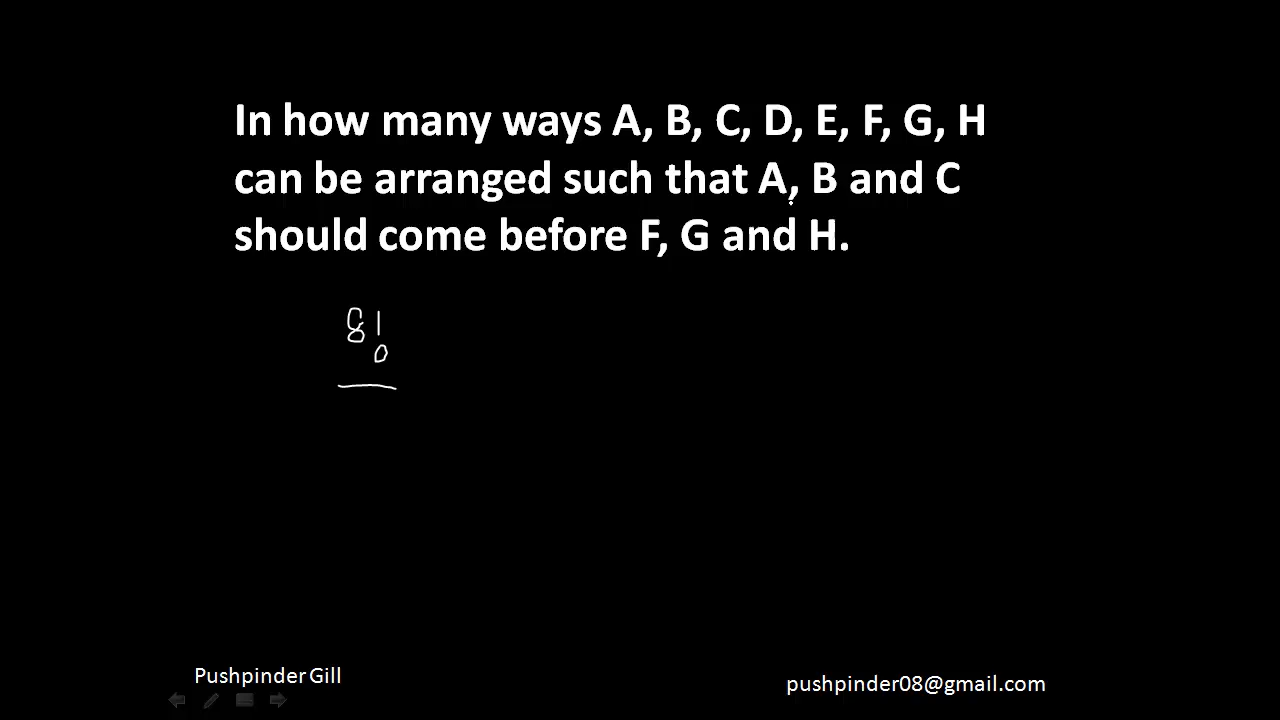 In how many ways A, B, C, D, E, F, G, H
can be arranged such that A, B and C
should come before F, G and H.
8!
Pushpinder Gill
pushpinder08@gmail.com